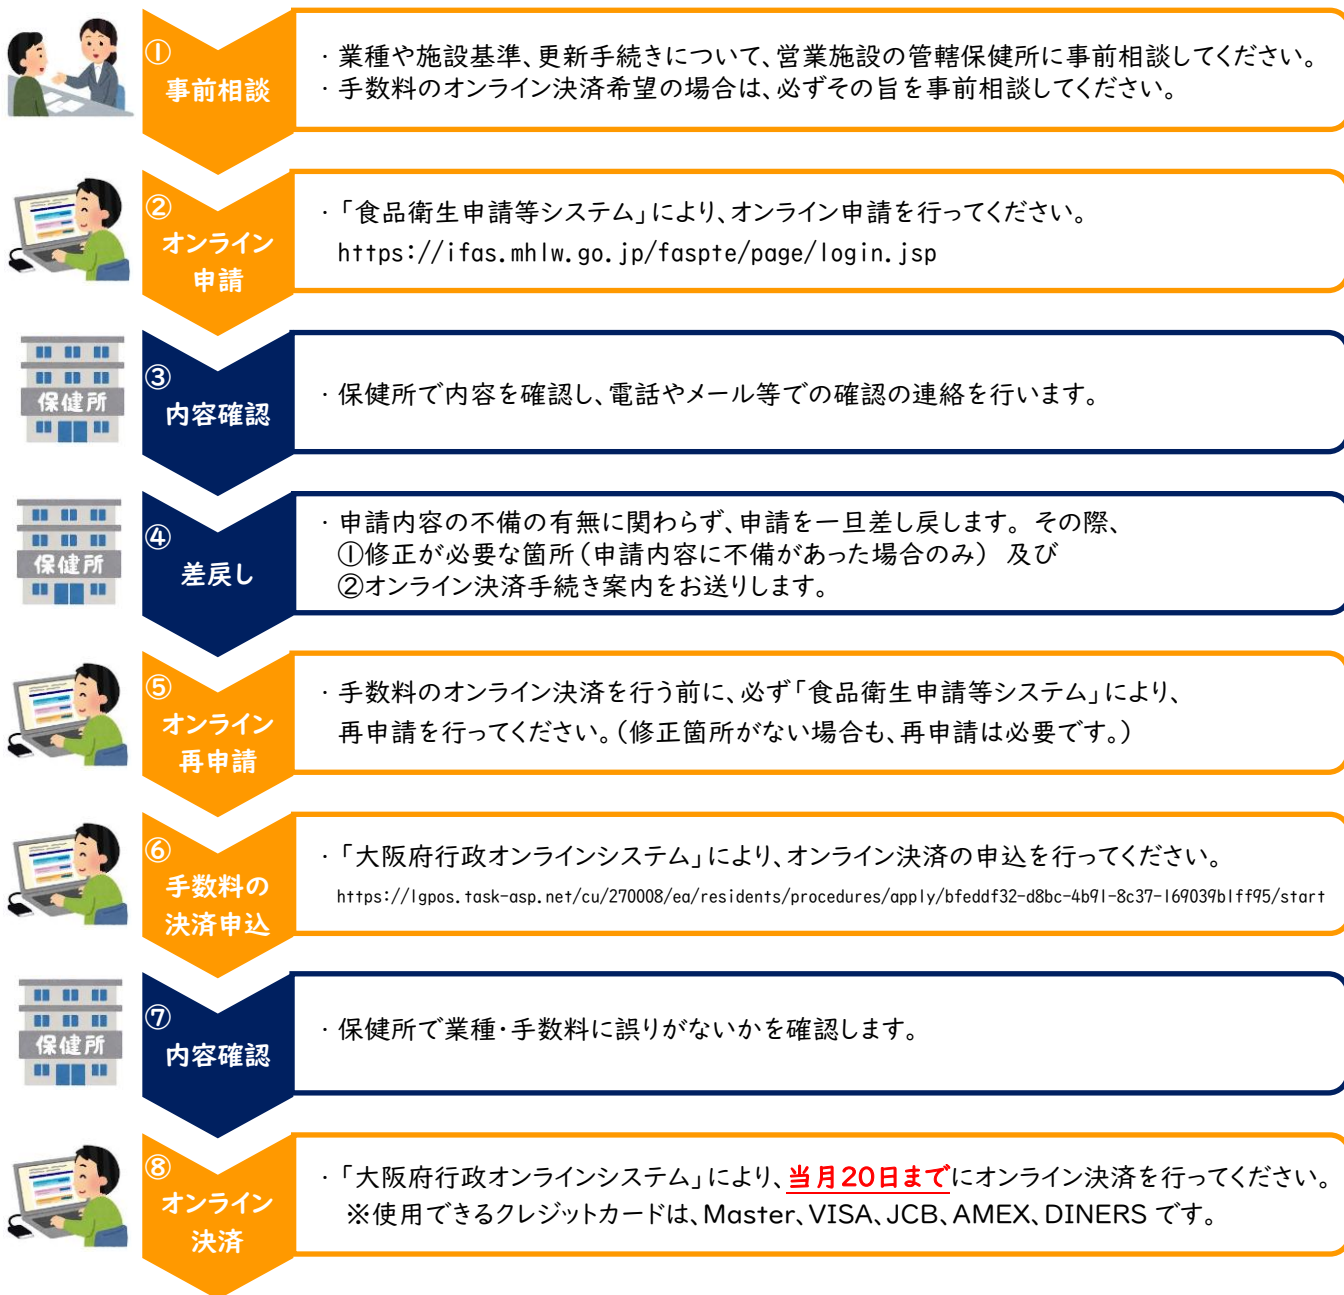 ①
事前相談
・業種や施設基準、更新手続きについて、営業施設の管轄保健所に事前相談してください。
・手数料のオンライン決済希望の場合は、必ずその旨を事前相談してください。
②
オンライン
申請
・「食品衛生申請等システム」により、オンライン申請を行ってください。
https://ifas.mhlw.go.jp/faspte/page/login.jsp
保健所
③
内容確認
・保健所で内容を確認し、電話やメール等での確認の連絡を行います。
保健所
④
差戻し
・申請内容の不備の有無に関わらず、申請を一旦差し戻します。その際、
①修正が必要な箇所(申請内容に不備があった場合のみ) 及び
②オンライン決済手続き案内をお送りします。
⑤
オンライン
再申請
・手数料のオンライン決済を行う前に、必ず「食品衛生申請等システム」により、
再申請を行ってください。(修正箇所がない場合も、再申請は必要です。)
⑥
手数料の
決済申込
・「大阪府行政オンラインシステム」により、オンライン決済の申込を行ってください。
https://lgpos.task-asp.net/cu/270008/ea/residents/procedures/apply/bfeddf32-d8bc-4b91-8c37-169039b1ff95/start
保健所
⑦
内容確認
・保健所で業種・手数料に誤りがないかを確認します。
⑧
オンライン
決済
・「大阪府行政オンラインシステム」により、当月20日までにオンライン決済を行ってください。
※使用できるクレジットカードは、Master、VISA、JCB、AMEX、DINERS です。